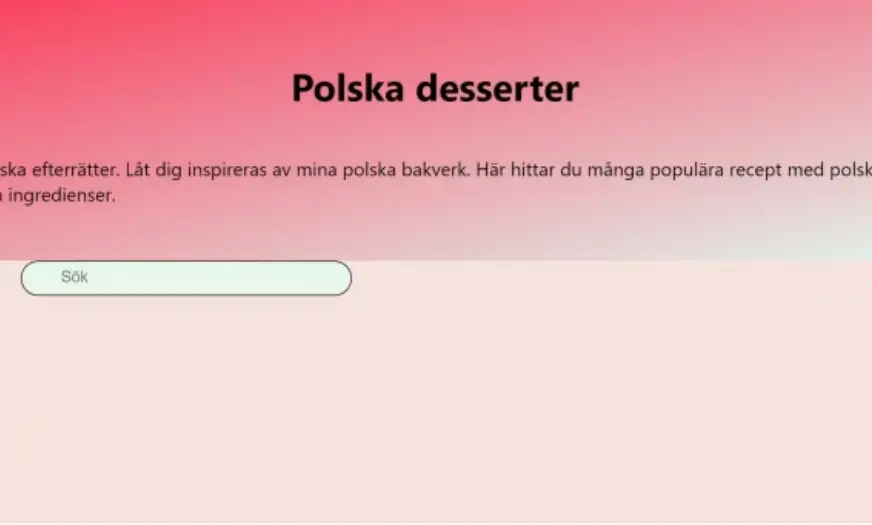 Polska desserter
ska efterrätter. Låt dig inspireras av mina polska bakverk. Här hittar du många populära recept med polsk
ingredienser.
Sök